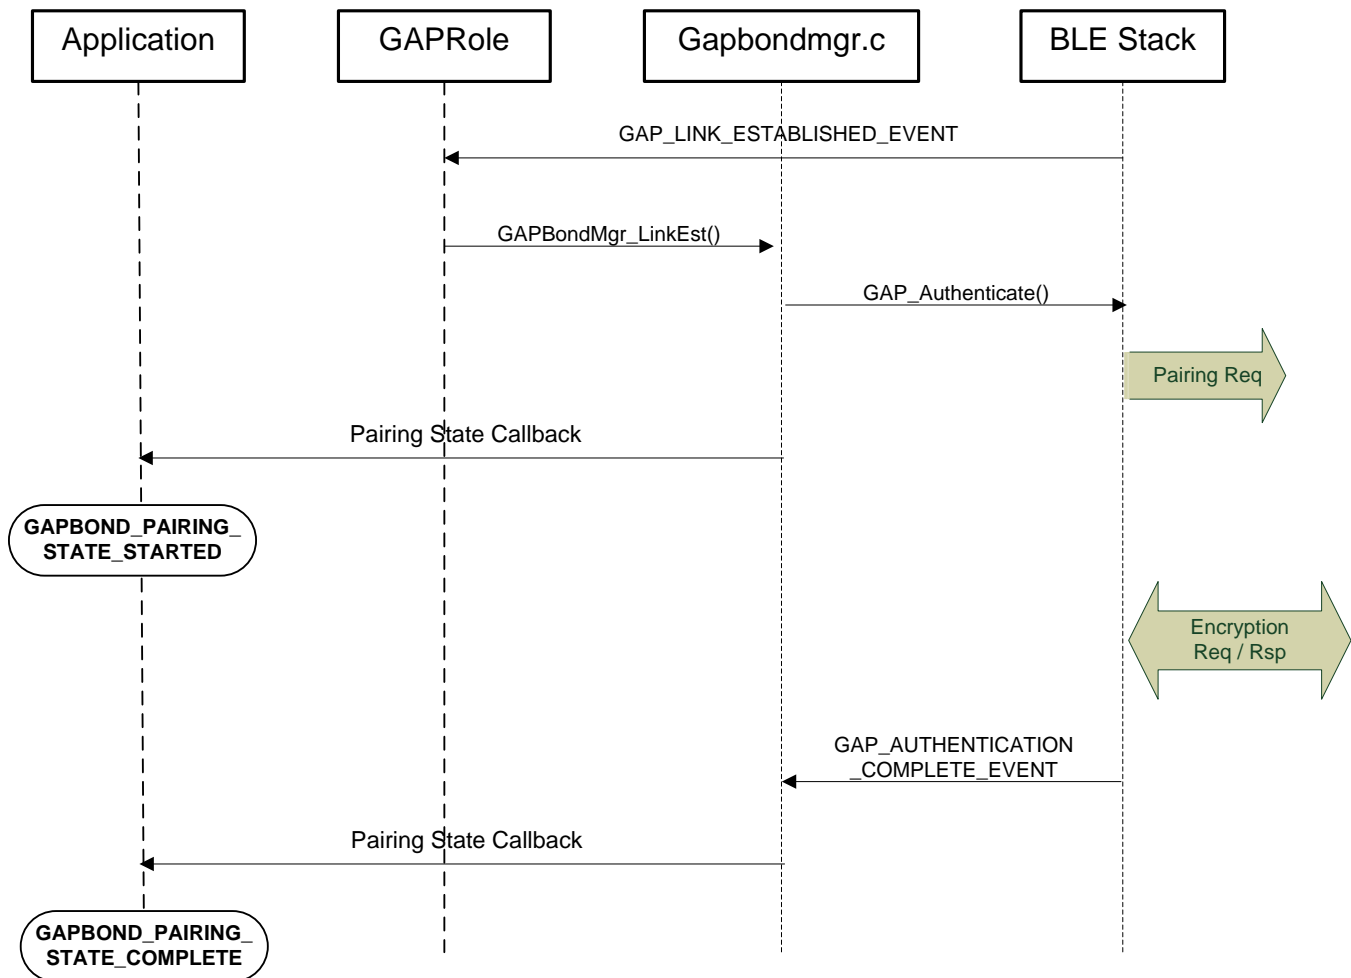 Application
GAPRole
Gapbondmgr.c
BLE Stack
GAP_LINK_ESTABLISHED_EVENT
GAPBondMgr_LinkEst()
GAP_Authenticate()
Pairing Req
Pairing State Callback
GAPBOND_PAIRING_
STATE_STARTED
Encryption
Req / Rsp
GAP_AUTHENTICATION
_COMPLETE_EVENT
Pairing State Callback
GAPBOND_PAIRING_
STATE_COMPLETE